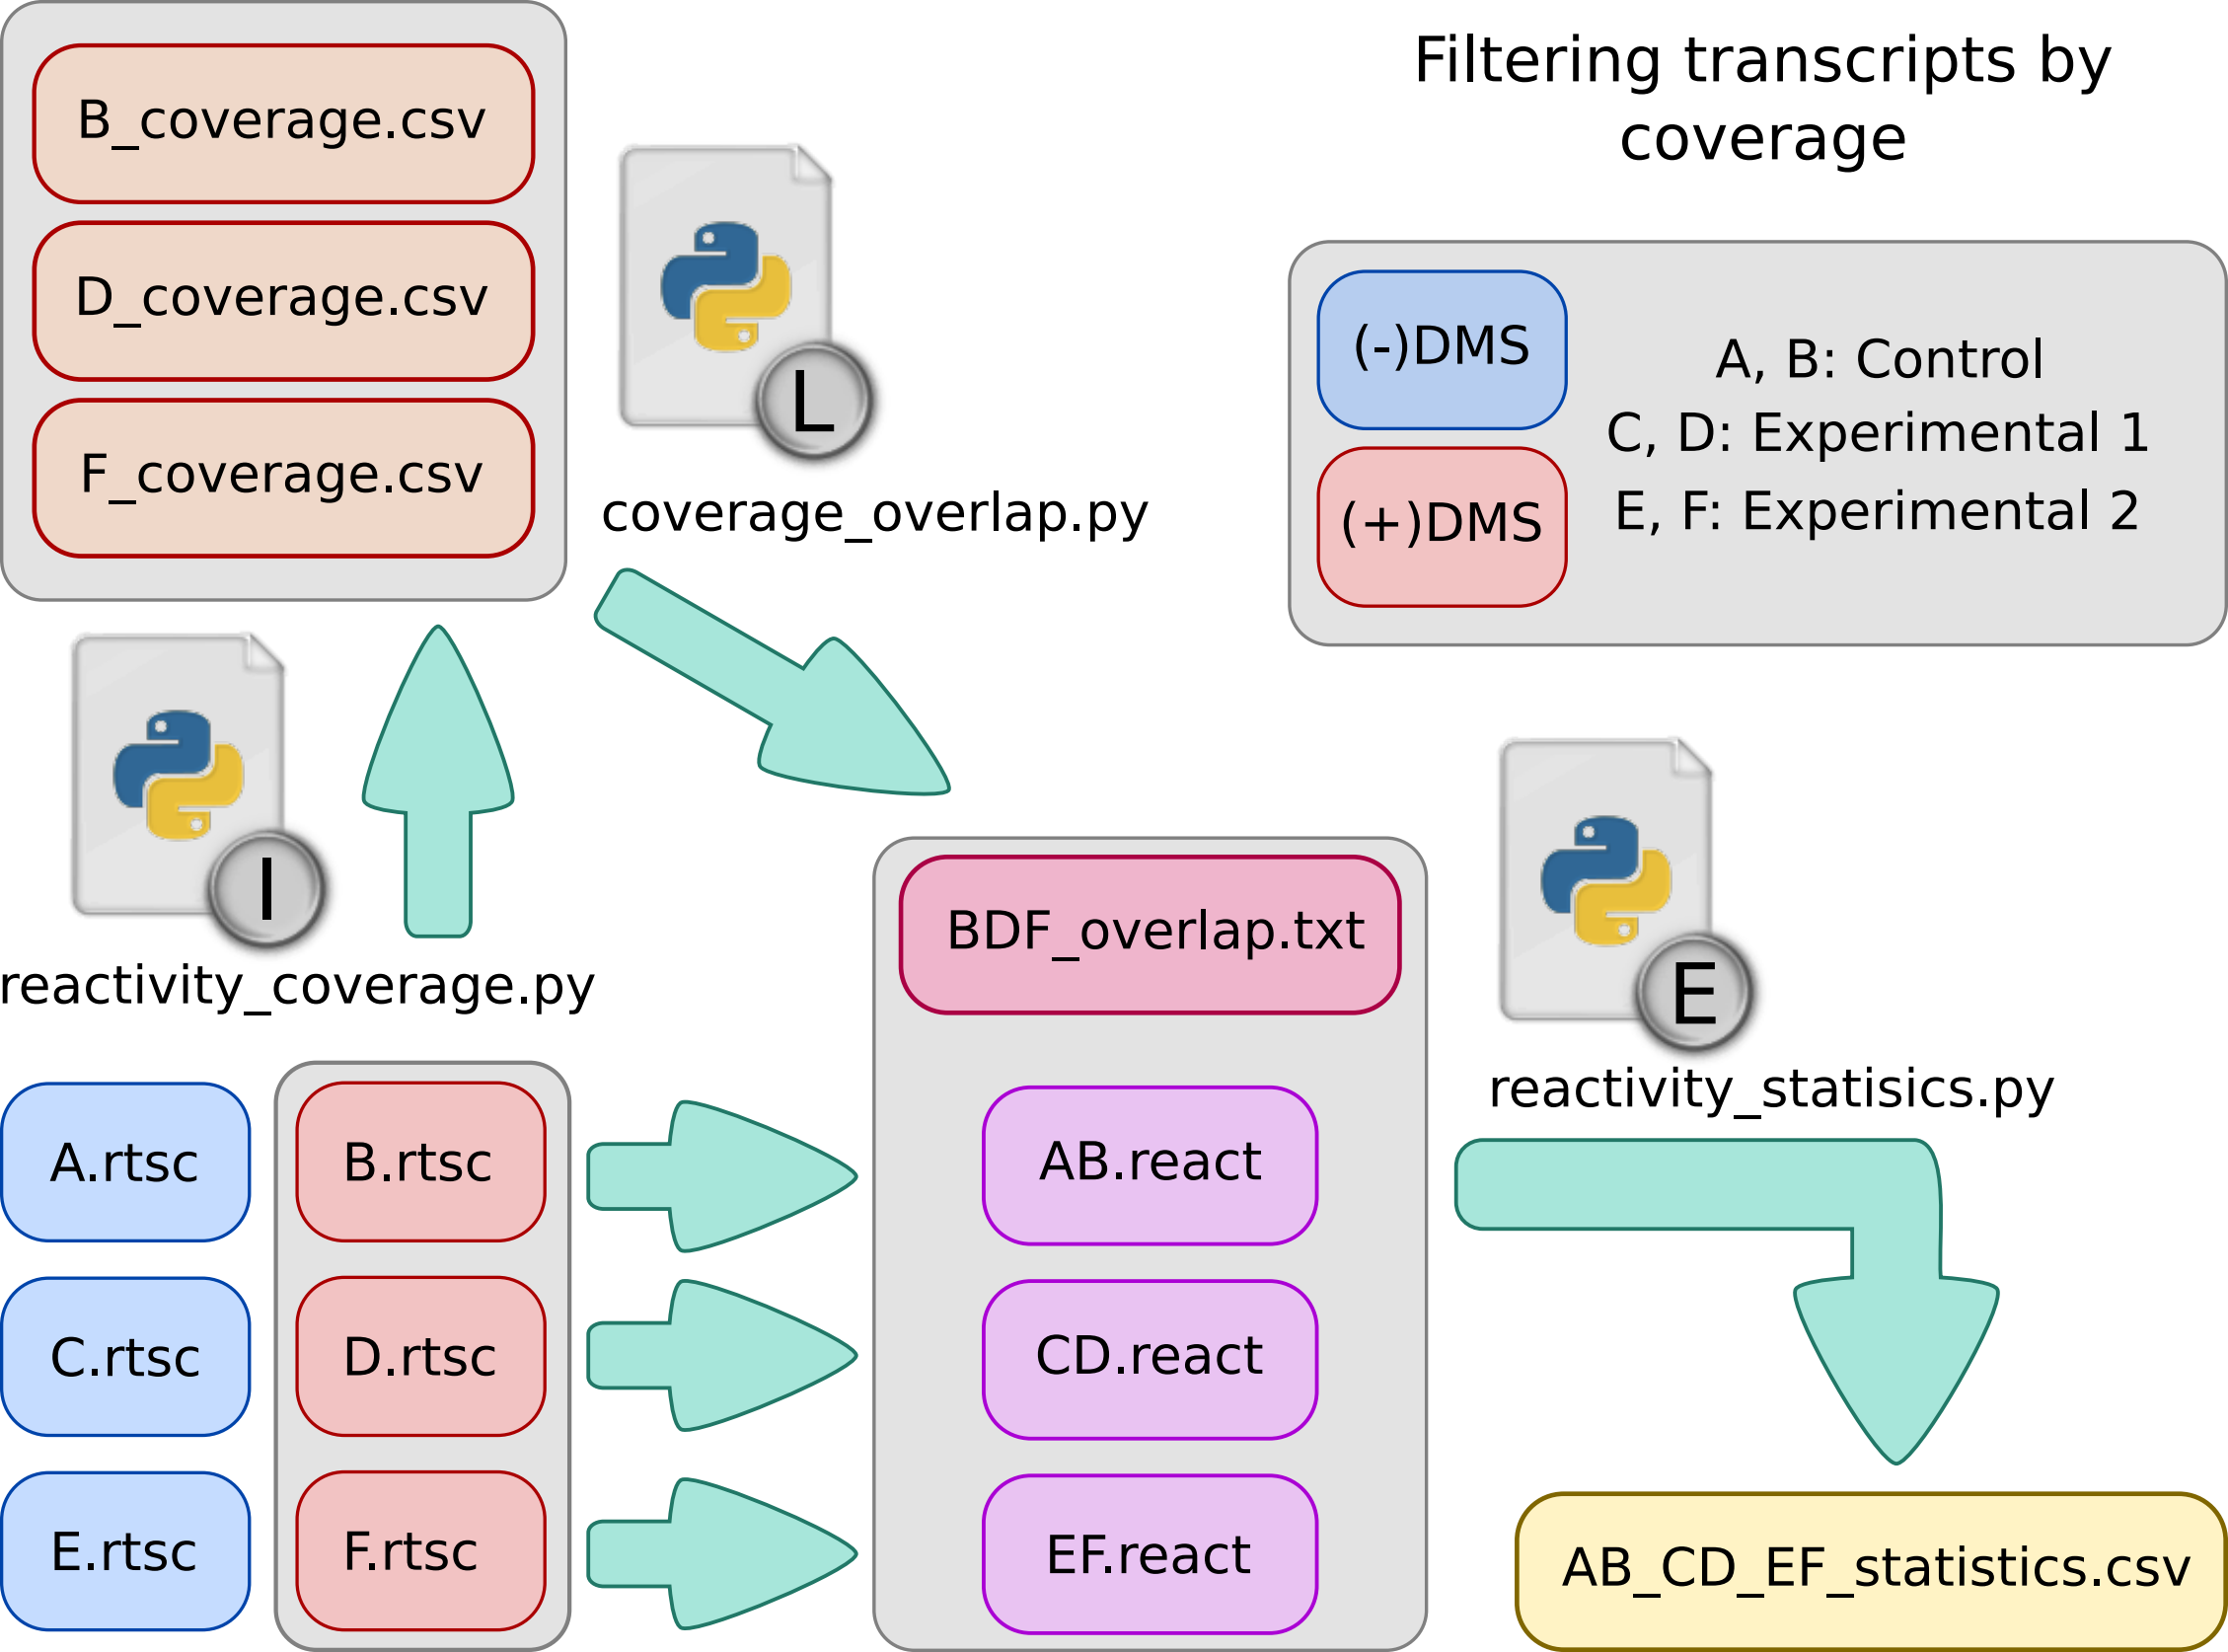 Filtering transcripts by
coverage
B_coverage.csv
D_coverage.csv
F_coverage.csv
L
coverage_overlap.py
(-)DMS
(+)DMS
A, B: Control
C, D: Experimental 1
E, F: Experimental 2
I
reactivity_coverage.py
BDF_overlap.txt
E
reactivity_statisics.py
A.rtsc
B.rtsc
AB.react
C.rtsc
D.rtsc
CD.react
E.rtsc
F.rtsc
EF.react
AB_CD_EF_statistics.csv